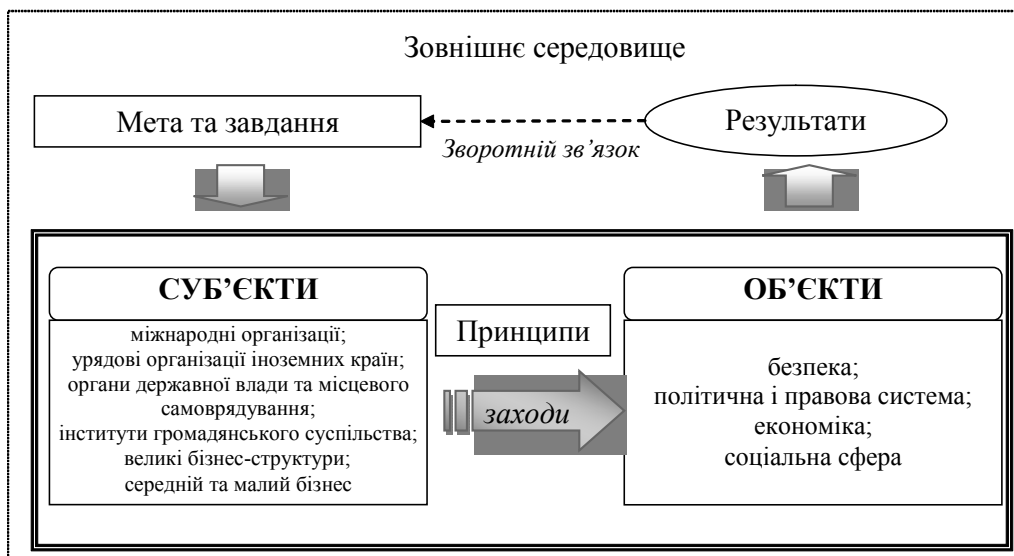 Зовнішнє середовище
Мета та завдання
Результати
Зворотній зв’язок
СУБ’ЄКТИ
міжнародні організації;
урядові організації іноземних країн;
органи державної влади та місцевого
самоврядування;
інститути громадянського суспільства;
великі бізнес-структури;
середній та малий бізнес
Принципи
заходи
ОБ’ЄКТИ
безпека;
політична і правова система;
економіка;
соціальна сфера